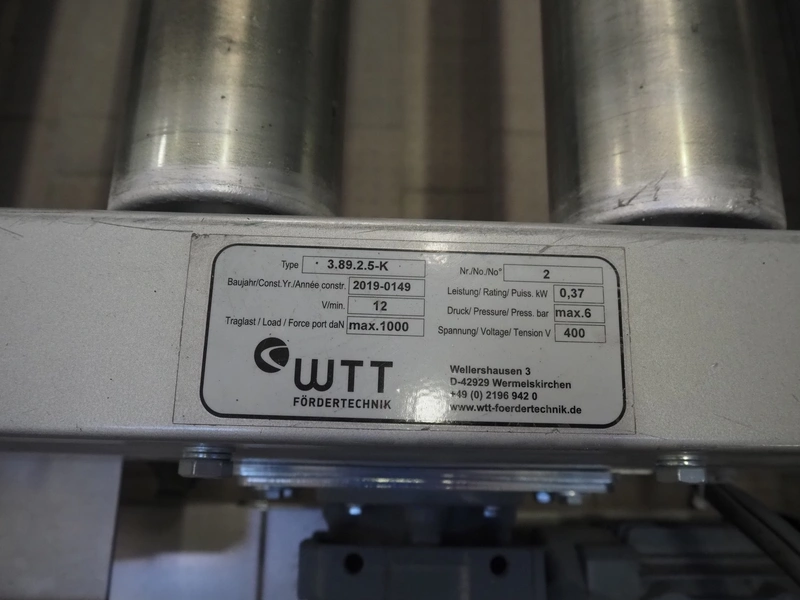 Type 3.89.2.5-K
Baujahr/Const.Yr./Année constr. 2019-0149
V/min. 12
Traglast / Load / Force port daN max.1000
Nr./No./No° 2
Leistung/ Rating/ Puiss. kW 0,37
Druck/ Pressure/ Press. bar max.6
Spannung/ Voltage/ Tension V 400
WTT
FÖRDERTECHNIK
Wellershausen 3
D-42929 Wermelskirchen
+49 (0) 2196 942 0
www.wtt-foerdertechnik.de